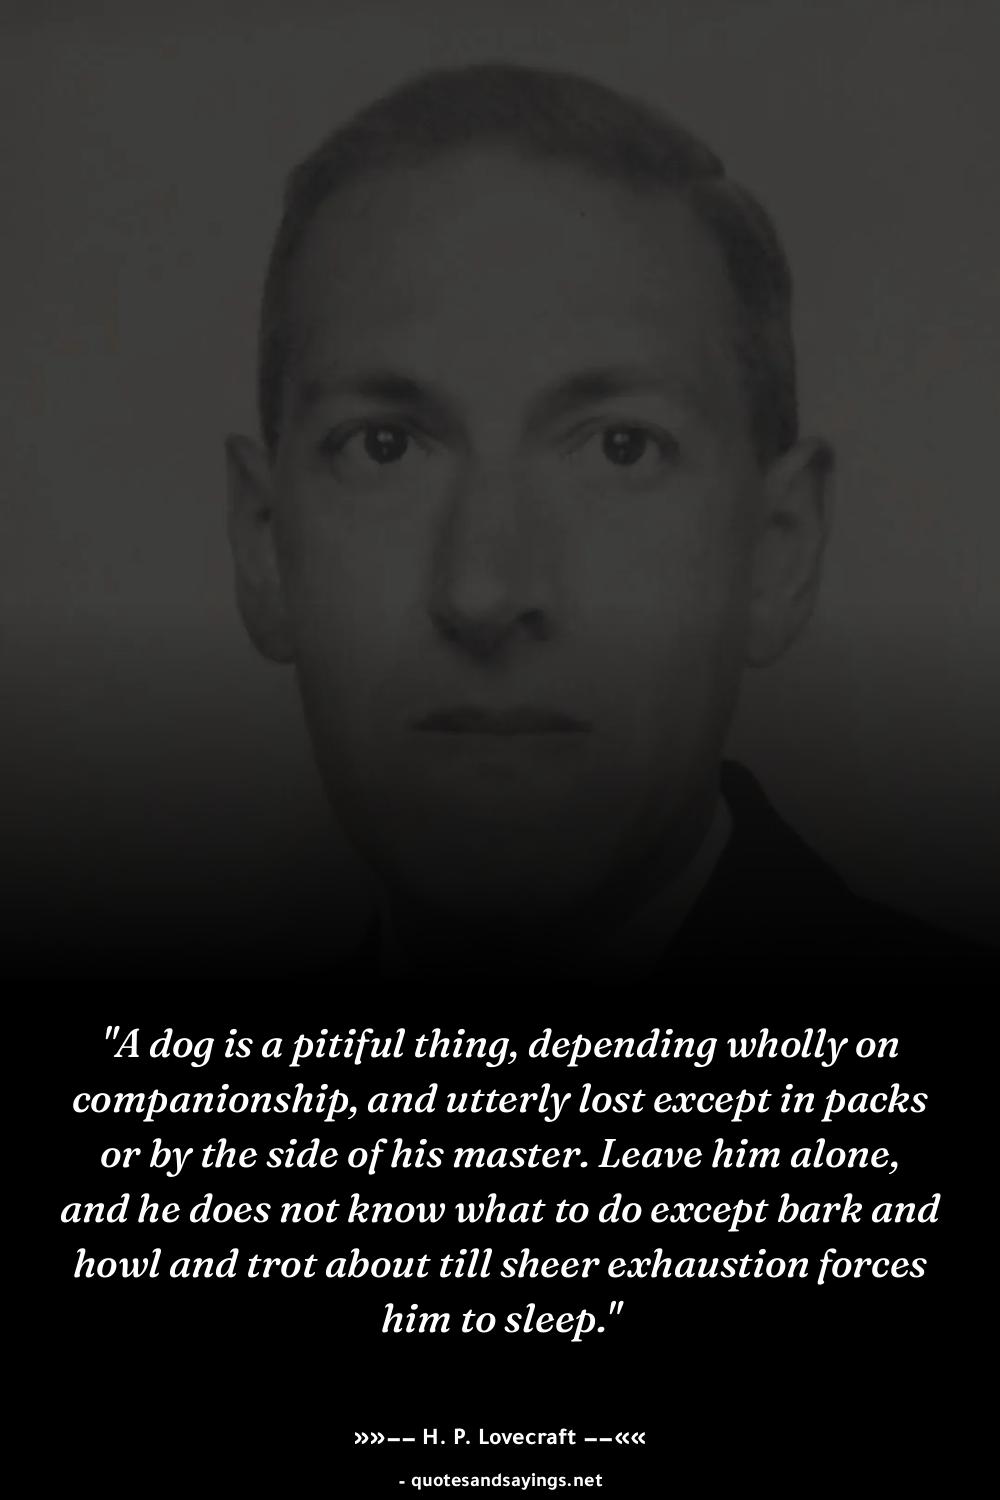 "A dog is a pitiful thing, depending wholly on
companionship, and utterly lost except in packs
or by the side of his master. Leave him alone,
and he does not know what to do except bark and
howl and trot about till sheer exhaustion forces
him to sleep."
»»–– H. P. Lovecraft ––««
- quotesandsayings.net